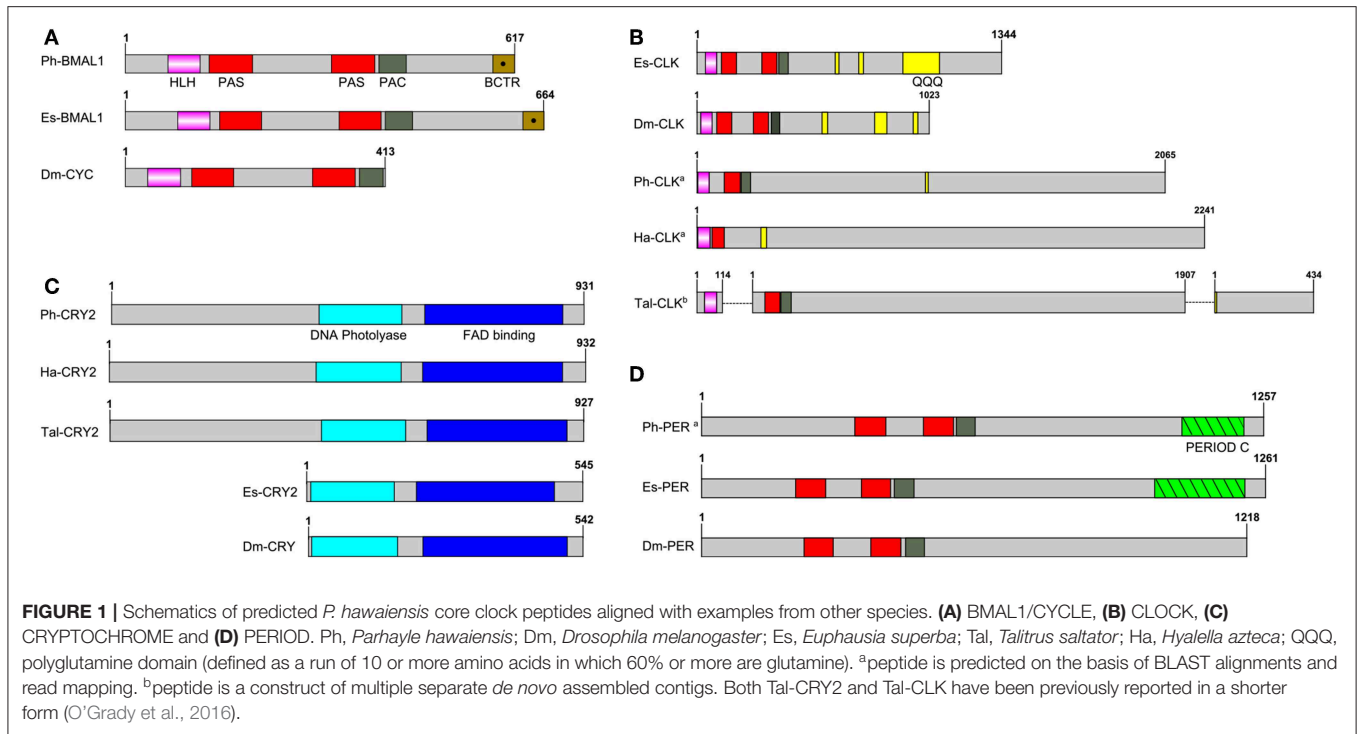 A
1 617
Ph-BMAL1
HLH PAS PAS PAC BCTR
1 664
Es-BMAL1
1 413
Dm-CYC
B
1 1344
Es-CLK
QQQ
1 1023
Dm-CLK
1 2065
Ph-CLKᵃ
1 2241
Ha-CLKᵃ
1 114 1 1907 1 434
Tal-CLKᵇ
C
1 931
Ph-CRY2
DNA Photolyase FAD binding
1 932
Ha-CRY2
1 927
Tal-CRY2
1 545
Es-CRY2
1 542
Dm-CRY
D
1 1257
Ph-PER ᵃ
PERIOD C
1 1261
Es-PER
1 1218
Dm-PER
FIGURE 1 | Schematics of predicted P. hawaiensis core clock peptides aligned with examples from other species. (A) BMAL1/CYCLE, (B) CLOCK, (C)
CRYPTOCHROME and (D) PERIOD. Ph, Parhayle hawaiensis; Dm, Drosophila melanogaster; Es, Euphausia superba; Tal, Talitrus saltator; Ha, Hyalella azteca; QQQ,
polyglutamine domain (defined as a run of 10 or more amino acids in which 60% or more are glutamine). ᵃpeptide is predicted on the basis of BLAST alignments and
read mapping. ᵇpeptide is a construct of multiple separate de novo assembled contigs. Both Tal-CRY2 and Tal-CLK have been previously reported in a shorter
form (O'Grady et al., 2016).